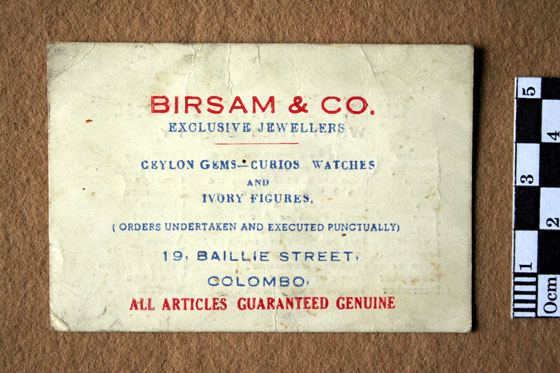 BIRSAM & CO.
EXCLUSIVE JEWELLERS
CEYLON GEMS—CURIOS WATCHES
AND
IVORY FIGURES,
( ORDERS UNDERTAKEN AND EXECUTED PUNCTUALLY)
19, BAILLIE STREET,
COLOMBO,
ALL ARTICLES GUARANTEED GENUINE
5
4
3
2
1
0cm